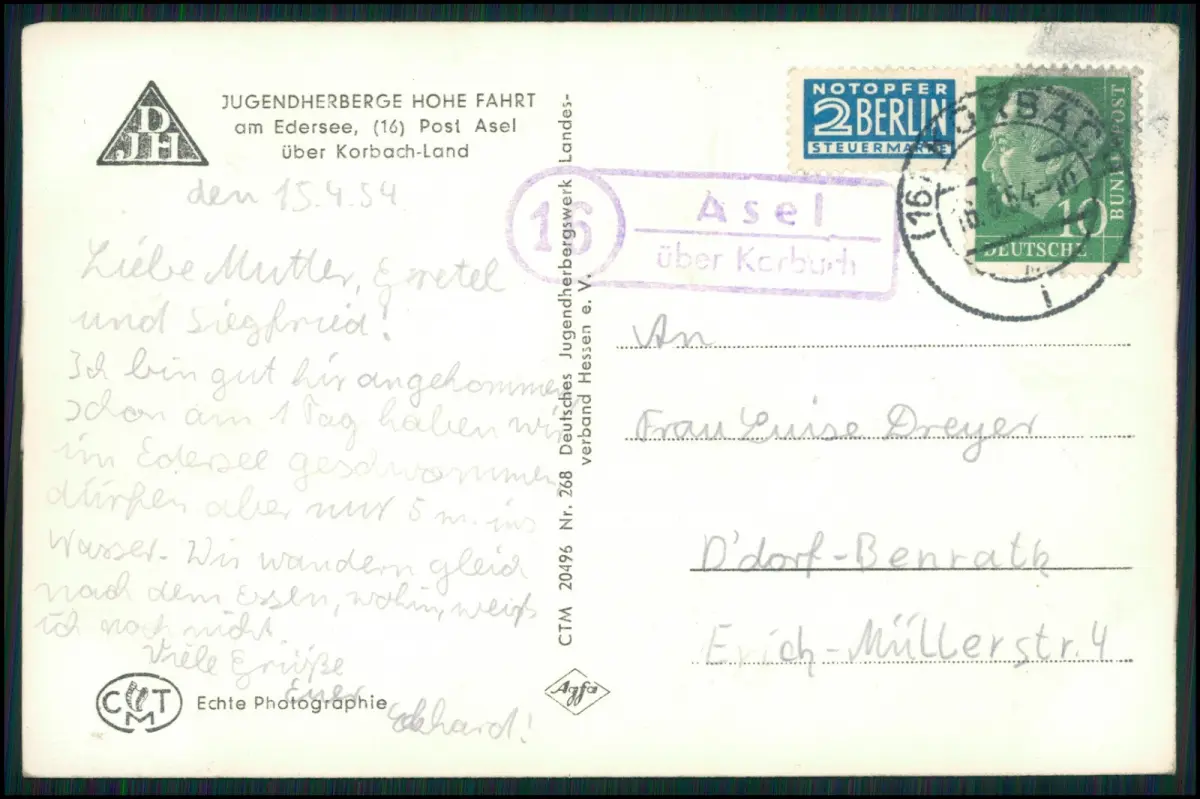 DJH
JUGENDHERBERGE HOHE FAHRT
am Edersee, (16) Post Asel
über Korbach-Land
den 15.4.54
Liebe Mutter, Gretel
und Siegfried!
Ich bin gut hir angekommen
schon am 1 Tag haben wir
im Edersee geschwommen
dürfen aber nur 5 m. ins
Wasser. Wir wandern gleich
nach dem Essen, wohin, weiß
ich noch nicht.
Viele Grüße
Euer
Eckhard!
CTM
Echte Photographie
CTM 20496 Nr. 268 Deutsches Jugendherbergswerk Landes-
verband Hessen e. V.
Agfa
NOTOPFER
2 BERLIN
STEUERMARKE
DEUTSCHE
BUNDESPOST
10
(16) KORBACH
i
16
Asel
über Korbach
An
Frau Luise Dreyer
D'dorf-Benrath
Erich-Müllerstr. 4